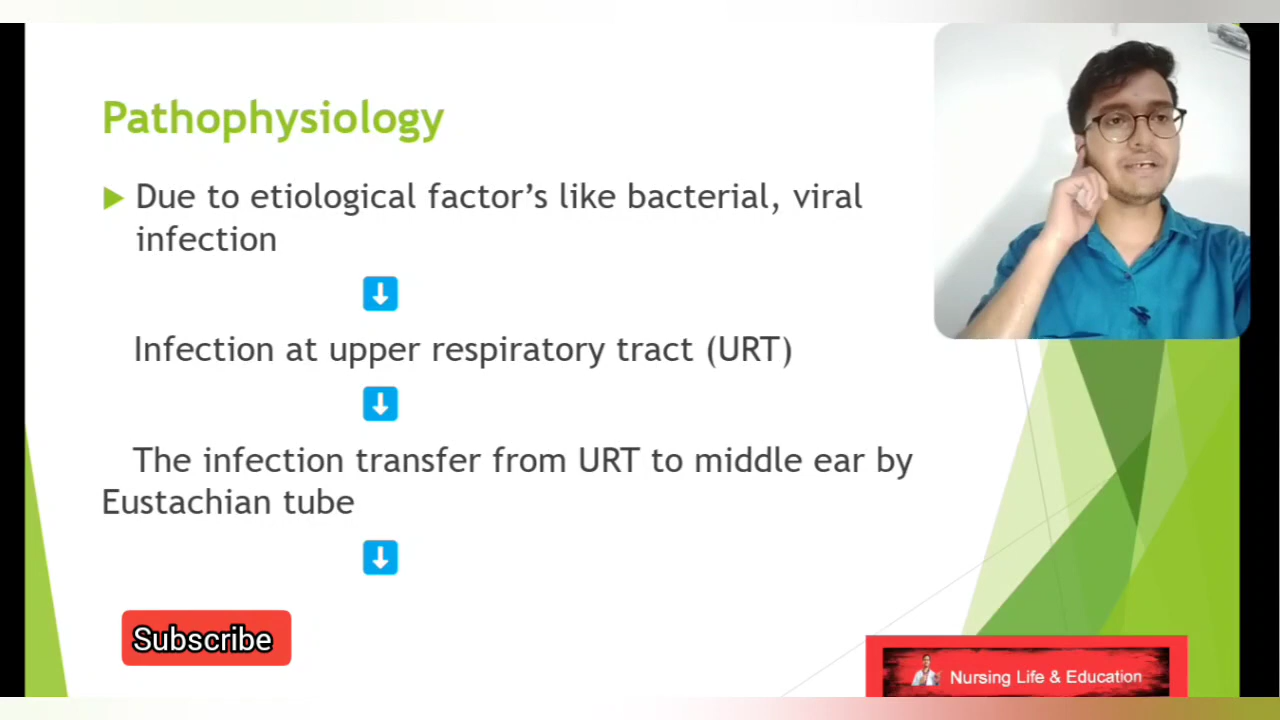 Pathophysiology
Due to etiological factor’s like bacterial, viral
infection
Infection at upper respiratory tract (URT)
The infection transfer from URT to middle ear by
Eustachian tube
Subscribe
Nursing Life & Education